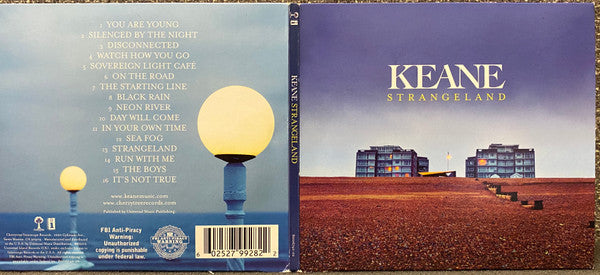 1 YOU ARE YOUNG
2 SILENCED BY THE NIGHT
3 DISCONNECTED
4 WATCH HOW YOU GO
5 SOVEREIGN LIGHT CAFÉ
6 ON THE ROAD
7 THE STARTING LINE
8 BLACK RAIN
9 NEON RIVER
10 DAY WILL COME
11 IN YOUR OWN TIME
12 SEA FOG
13 STRANGELAND
14 RUN WITH ME
15 THE BOYS
16 IT'S NOT TRUE
www.keanemusic.com
www.cherrytreerecords.com
Published by Universal Music Publishing.
FBI Anti-Piracy
Warning:
Unauthorized
copying is punishable
under federal law.
FBI ANTI-PIRACY
WARNING
6 02527 99282 2
KEANE STRANGELAND
KEANE
STRANGELAND